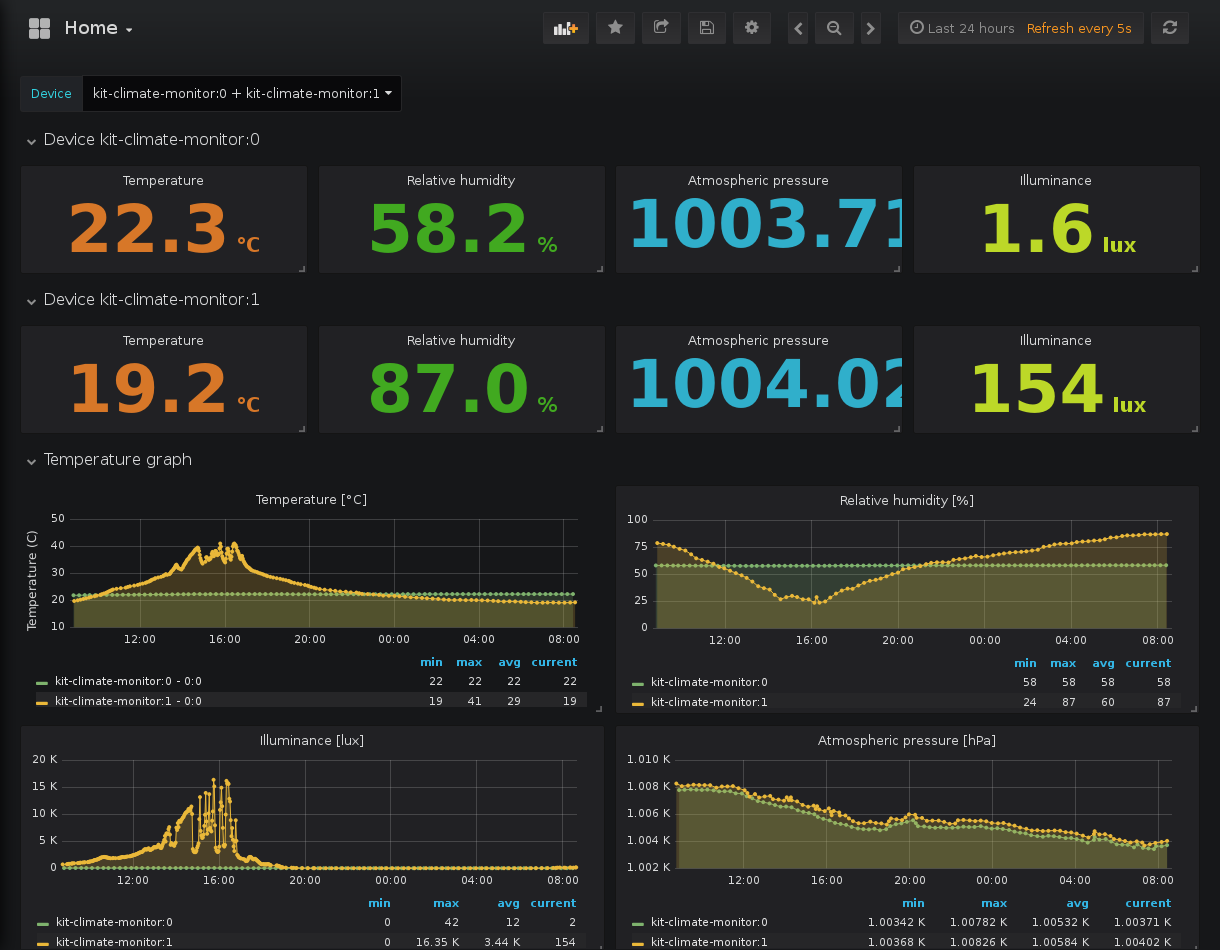 Home
Last 24 hours Refresh every 5s
Device kit-climate-monitor:0 + kit-climate-monitor:1
Device kit-climate-monitor:0
Temperature Relative humidity Atmospheric pressure Illuminance
22.3 °C 58.2 % 1003.71 1.6 lux
Device kit-climate-monitor:1
Temperature Relative humidity Atmospheric pressure Illuminance
19.2 °C 87.0 % 1004.02 154 lux
Temperature graph
Temperature [°C]
Temperature (C)
50
40
30
20
10
12:00 16:00 20:00 00:00 04:00 08:00
min max avg current
kit-climate-monitor:0 - 0:0 22 22 22 22
kit-climate-monitor:1 - 0:0 19 41 29 19
Relative humidity [%]
100
75
50
25
0
12:00 16:00 20:00 00:00 04:00 08:00
min max avg current
kit-climate-monitor:0 58 58 58 58
kit-climate-monitor:1 24 87 60 87
Illuminance [lux]
20 K
15 K
10 K
5 K
0
12:00 16:00 20:00 00:00 04:00 08:00
min max avg current
kit-climate-monitor:0 0 42 12 2
kit-climate-monitor:1 0 16.35 K 3.44 K 154
Atmospheric pressure [hPa]
1.010 K
1.008 K
1.006 K
1.004 K
1.002 K
12:00 16:00 20:00 00:00 04:00 08:00
min max avg current
kit-climate-monitor:0 1.00342 K 1.00782 K 1.00532 K 1.00371 K
kit-climate-monitor:1 1.00368 K 1.00826 K 1.00584 K 1.00402 K